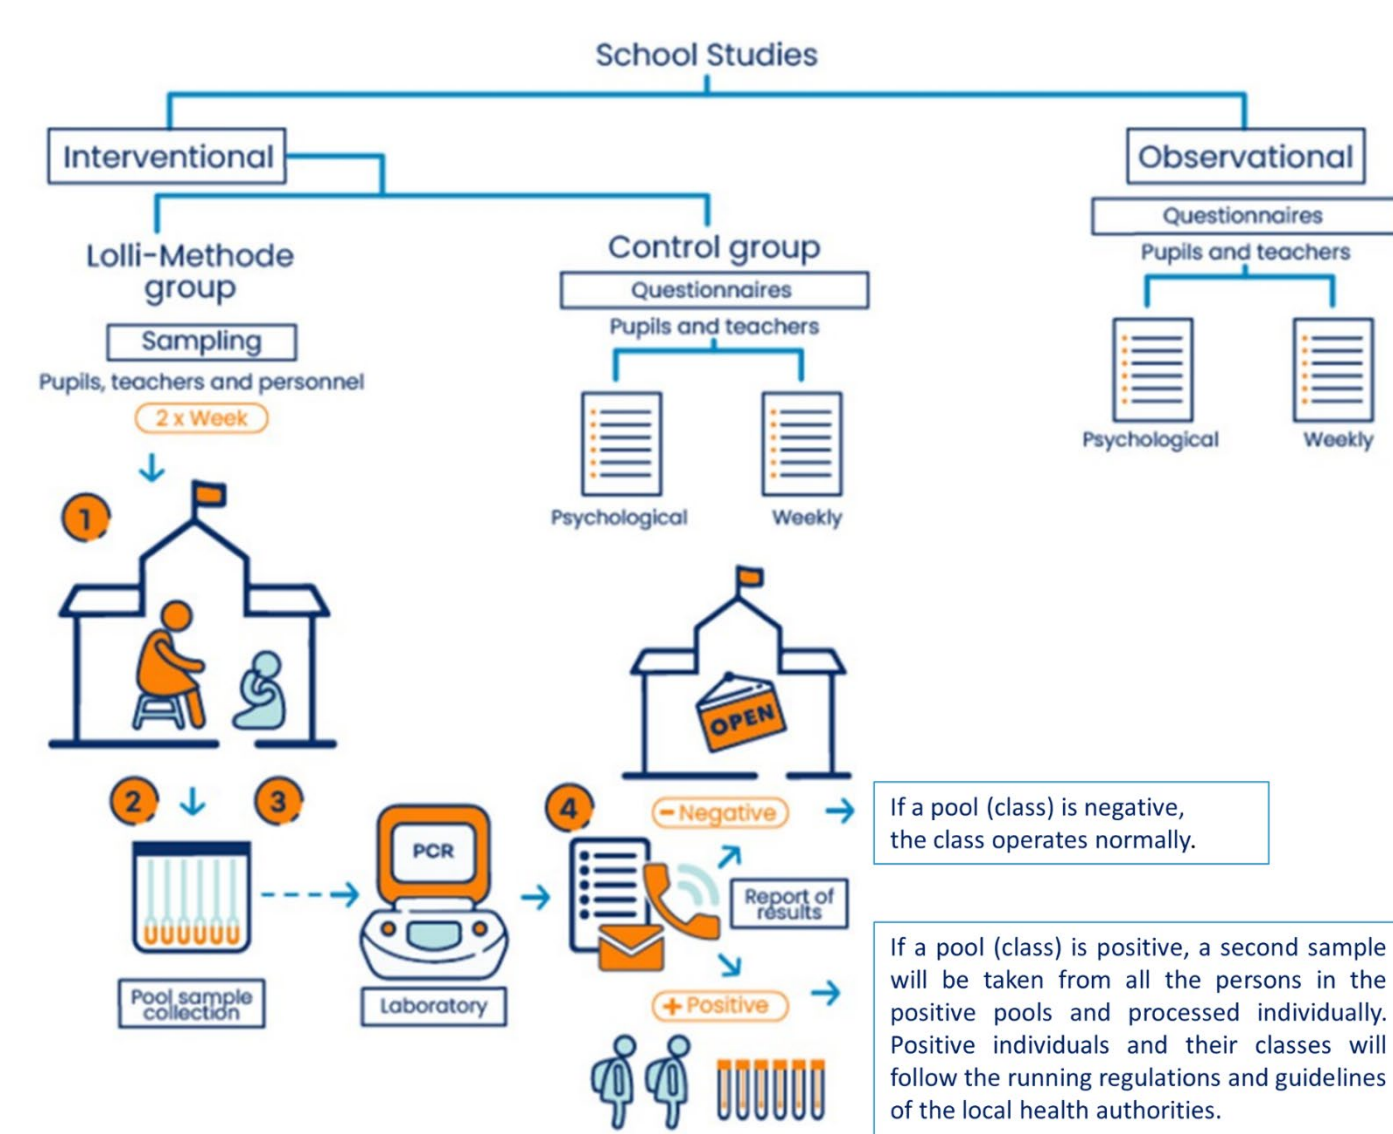 School Studies
Interventional
Observational
Questionnaires
Pupils and teachers
Psychological
Weekly
Lolli-Methode
group
Sampling
Pupils, teachers and personnel
2 x Week
Control group
Questionnaires
Pupils and teachers
Psychological
Weekly
1
OPEN
2
3
PCR
4
- Negative
If a pool (class) is negative,
the class operates normally.
Report of
results
Pool sample
collection
Laboratory
+ Positive
If a pool (class) is positive, a second sample
will be taken from all the persons in the
positive pools and processed individually.
Positive individuals and their classes will
follow the running regulations and guidelines
of the local health authorities.